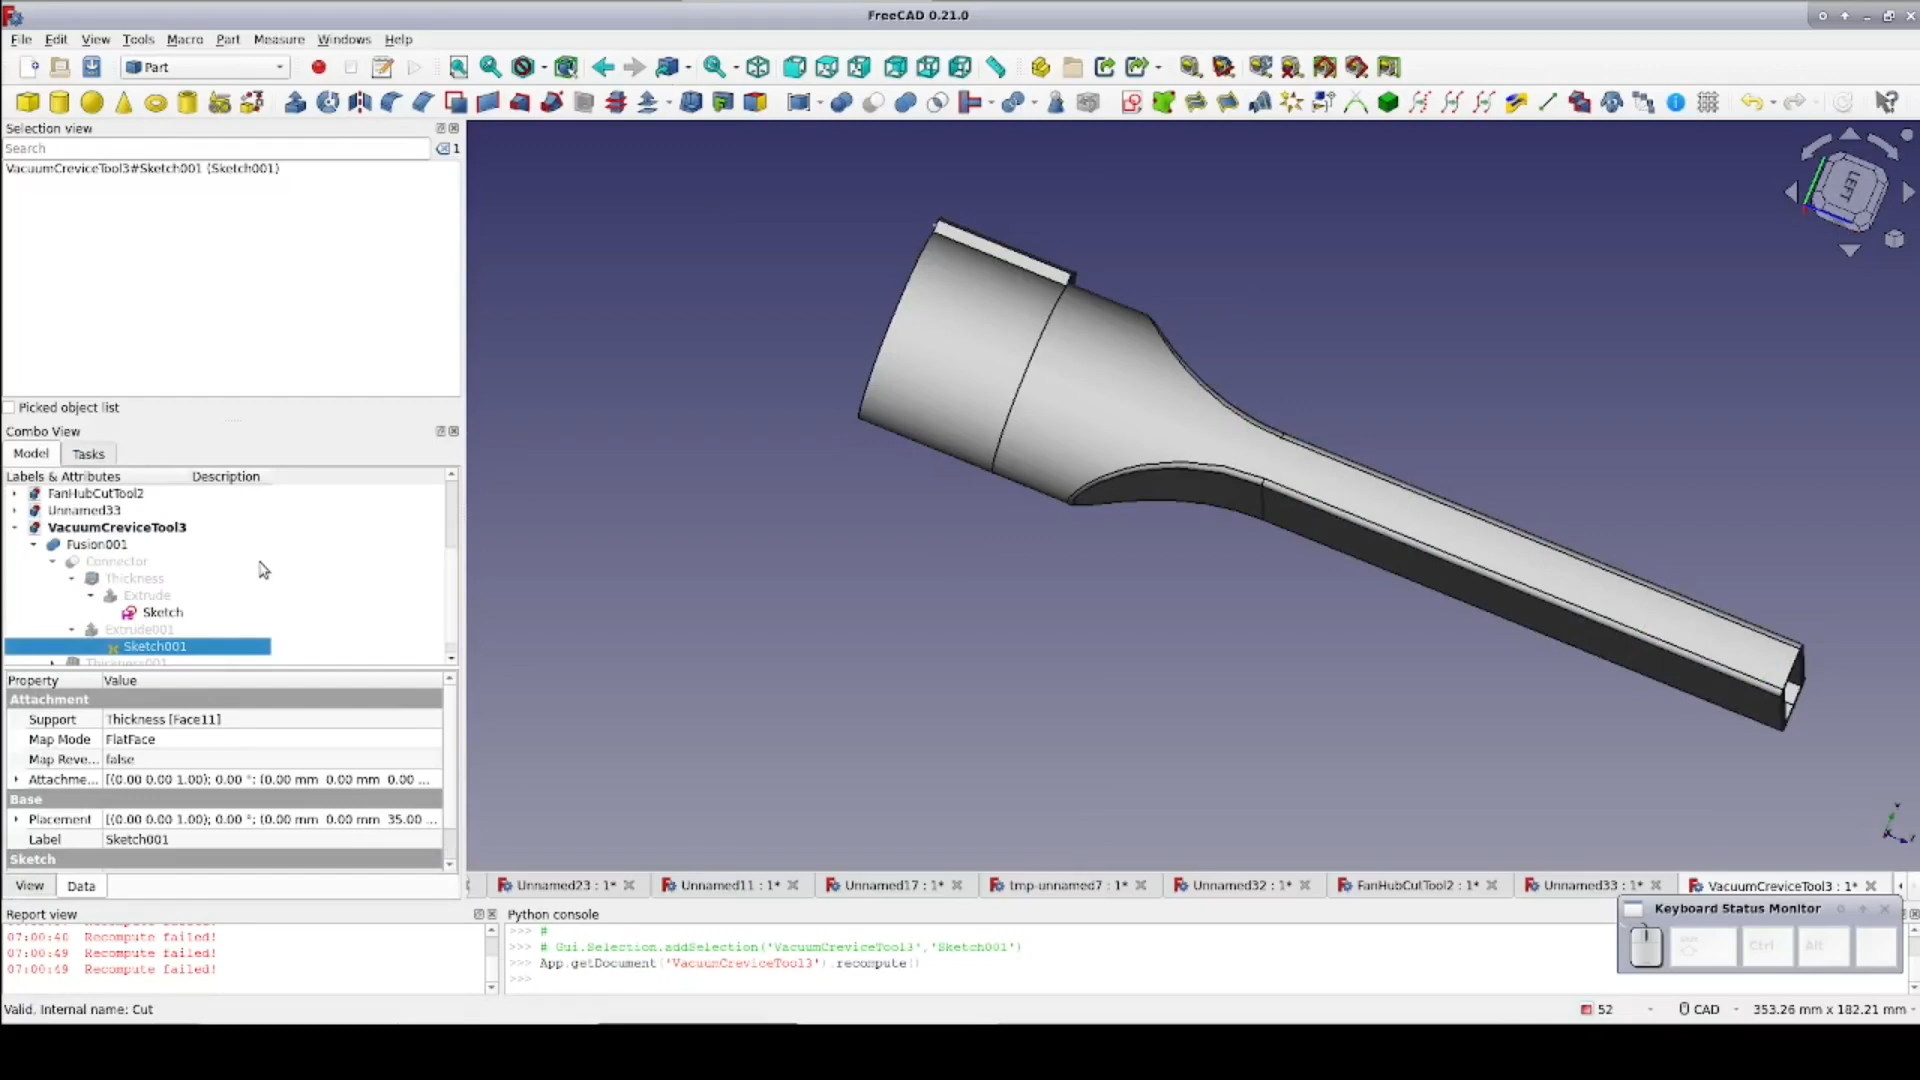 FreeCAD 0.21.0
File Edit View Tools Macro Part Measure Windows Help
Part
Selection view
Search
1
VacuumCreviceTool3#Sketch001 (Sketch001)
Picked object list
Combo View
Model Tasks
Labels & Attributes Description
FanHubCutTool2
Unnamed33
VacuumCreviceTool3
Fusion001
Connector
Thickness
Extrude
Sketch
Extrude001
Sketch001
Thickness001
Property Value
Attachment
Support Thickness [Face11]
Map Mode FlatFace
Map Reve... false
Attachme... [(0.00 0.00 1.00); 0.00 °; (0.00 mm 0.00 mm 0.00 ...
Base
Placement [(0.00 0.00 1.00); 0.00 °; (0.00 mm 0.00 mm 35.00 ...
Label Sketch001
Sketch
View Data
LEFT
Unnamed23 : 1* Unnamed11 : 1* Unnamed17 : 1* tmp-unnamed7 : 1* Unnamed32 : 1* FanHubCutTool2 : 1* Unnamed33 : 1* VacuumCreviceTool3 : 1*
Report view
07:00:40 Recompute failed!
07:00:49 Recompute failed!
07:00:49 Recompute failed!
Python console
>>> #
>>> # Gui.Selection.addSelection('VacuumCreviceTool3','Sketch001')
>>> App.getDocument('VacuumCreviceTool3').recompute()
>>>
Keyboard Status Monitor
Ctrl Alt
Valid, Internal name: Cut
52 CAD 353.26 mm x 182.21 mm